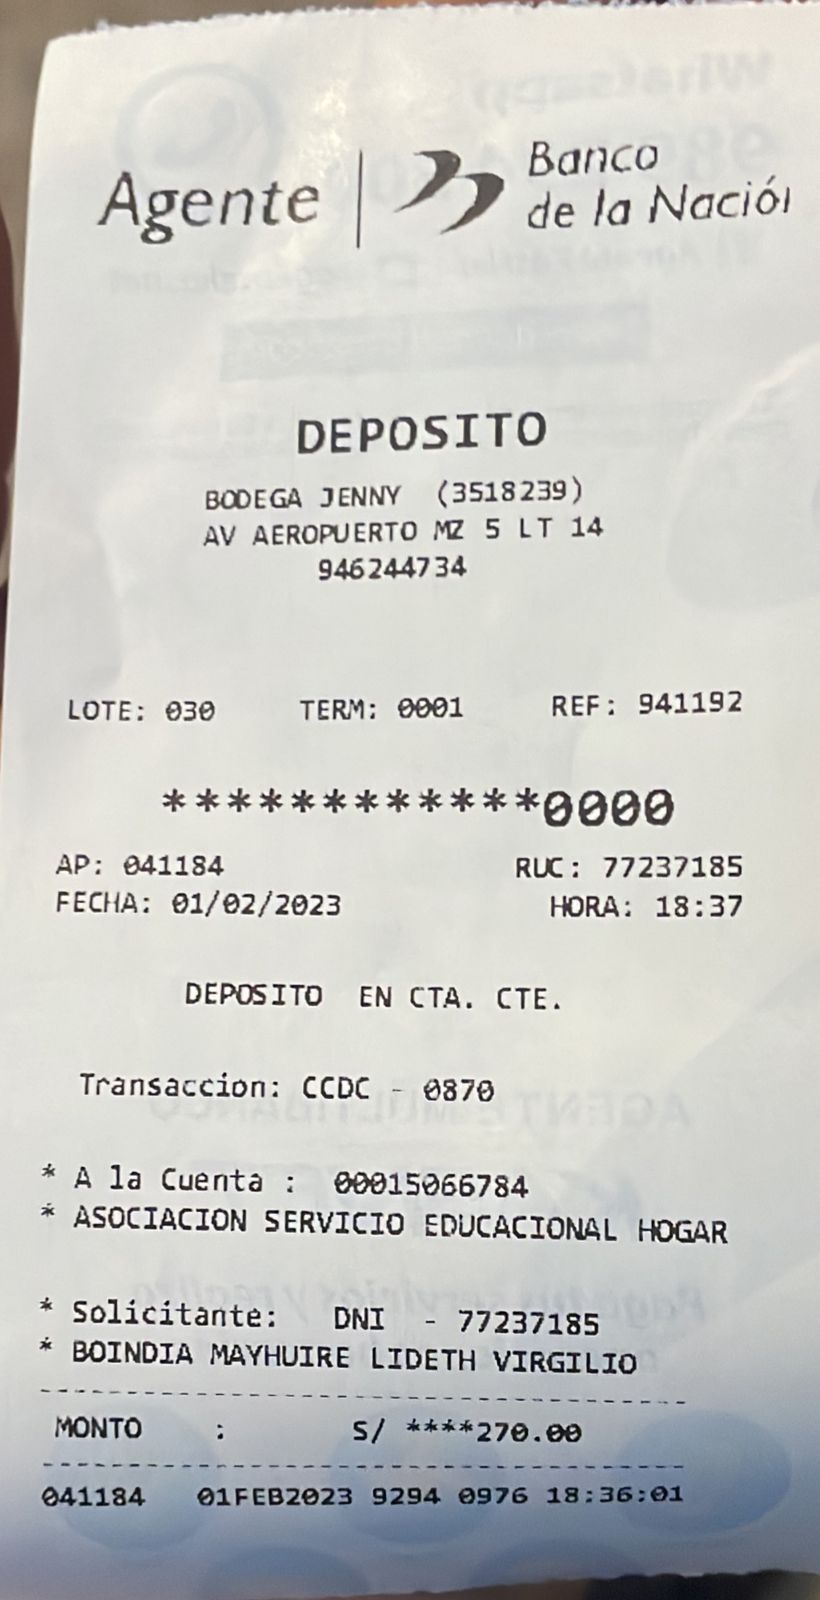 Agente | Banco
de la Nación
DEPOSITO
BODEGA JENNY (3518239)
AV AEROPUERTO MZ 5 LT 14
946244734
LOTE: 030 TERM: 0001 REF: 941192
************0000
AP: 041184 RUC: 77237185
FECHA: 01/02/2023 HORA: 18:37
DEPOSITO EN CTA. CTE.
Transaccion: CCDC - 0870
* A la Cuenta : 00015066784
* ASOCIACION SERVICIO EDUCACIONAL HOGAR
* Solicitante: DNI - 77237185
* BOINDIA MAYHUIRE LIDETH VIRGILIO
MONTO : S/ ****270.00
041184 01FEB2023 9294 0976 18:36:01